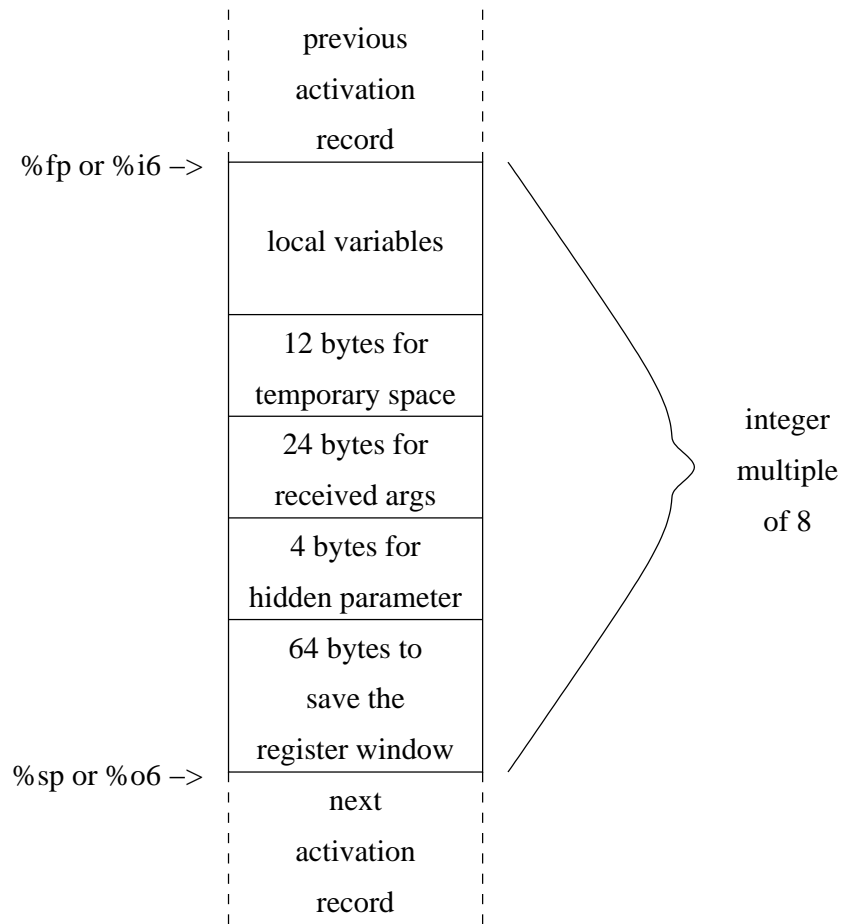 previous
activation
record
%fp or %i6 –>
local variables
12 bytes for
temporary space
24 bytes for
received args
4 bytes for
hidden parameter
64 bytes to
save the
register window
%sp or %o6 –>
next
activation
record
integer
multiple
of 8